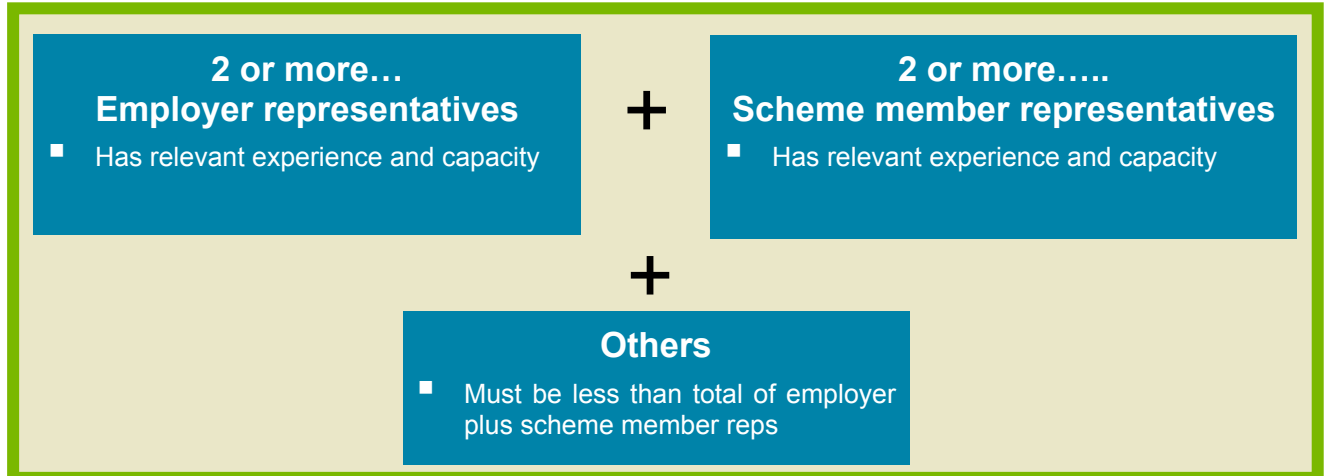 2 or more…
Employer representatives
▪ Has relevant experience and capacity
+
2 or more…..
Scheme member representatives
▪ Has relevant experience and capacity
+
Others
▪ Must be less than total of employer
plus scheme member reps